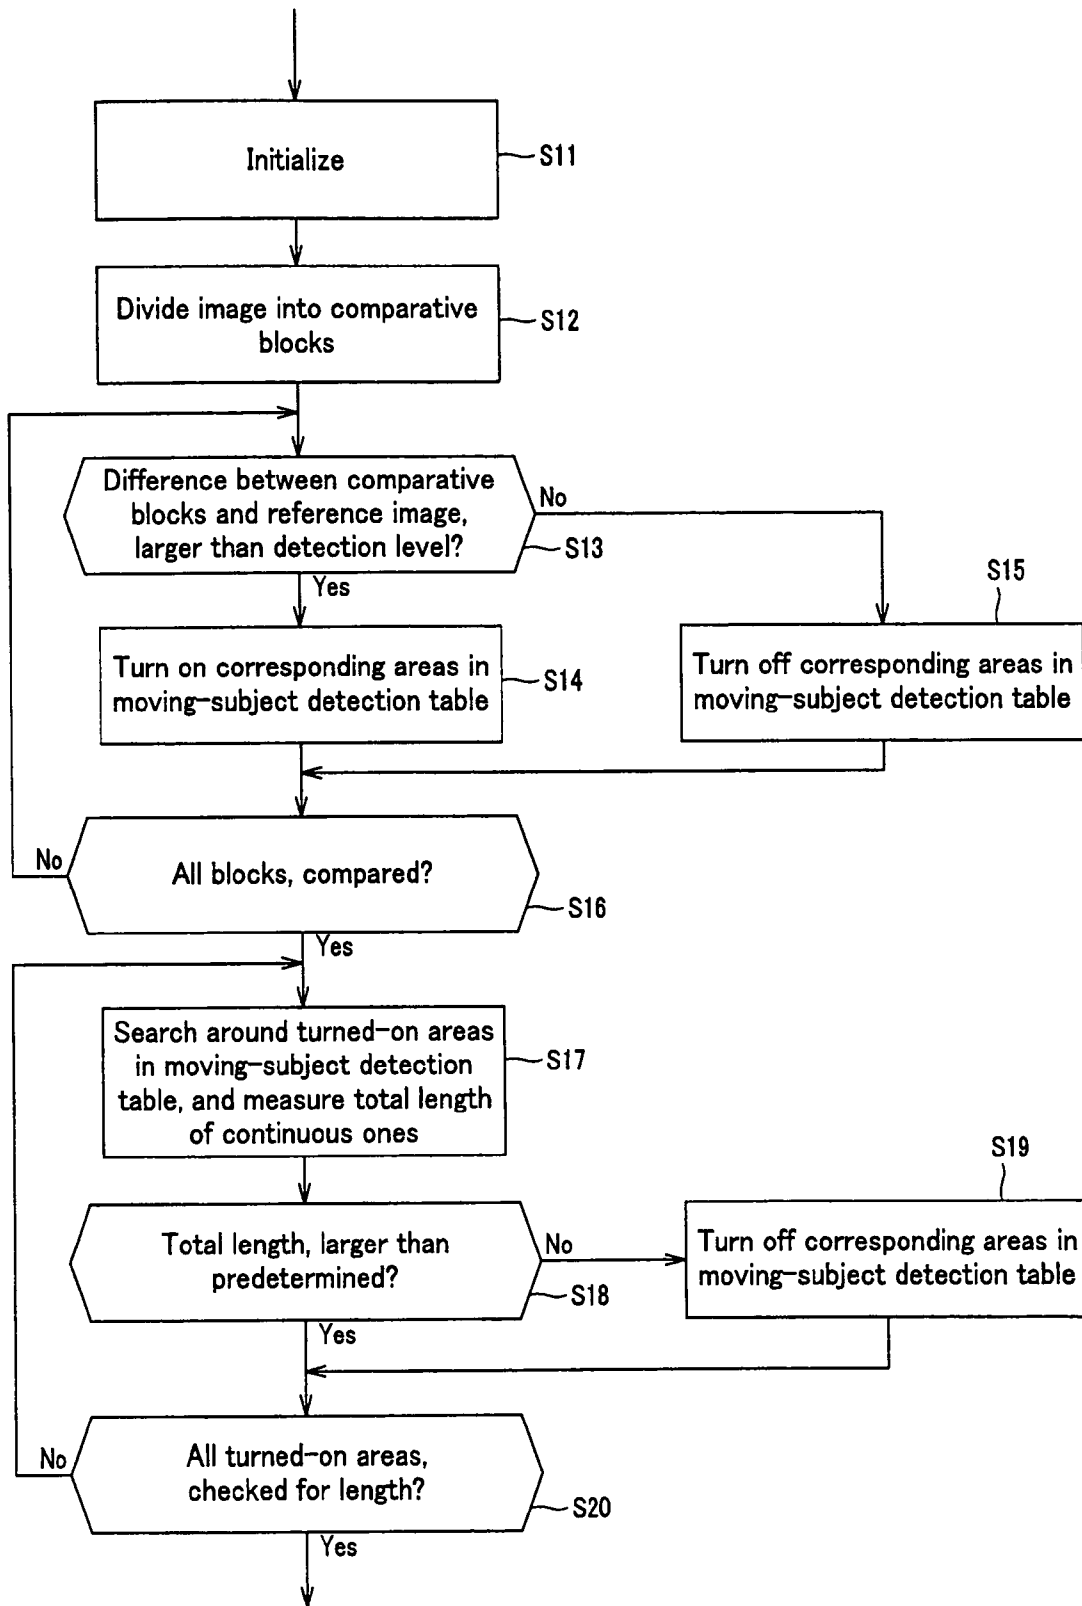 Initialize
S11
Divide image into comparative
blocks
S12
Difference between comparative
blocks and reference image,
larger than detection level?
No
S13
Yes
S15
Turn on corresponding areas in
moving-subject detection table
S14
Turn off corresponding areas in
moving-subject detection table
No
All blocks, compared?
S16
Yes
Search around turned-on areas
in moving-subject detection
table, and measure total length
of continuous ones
S17
S19
Total length, larger than
predetermined?
No
S18
Turn off corresponding areas in
moving-subject detection table
Yes
No
All turned-on areas,
checked for length?
S20
Yes